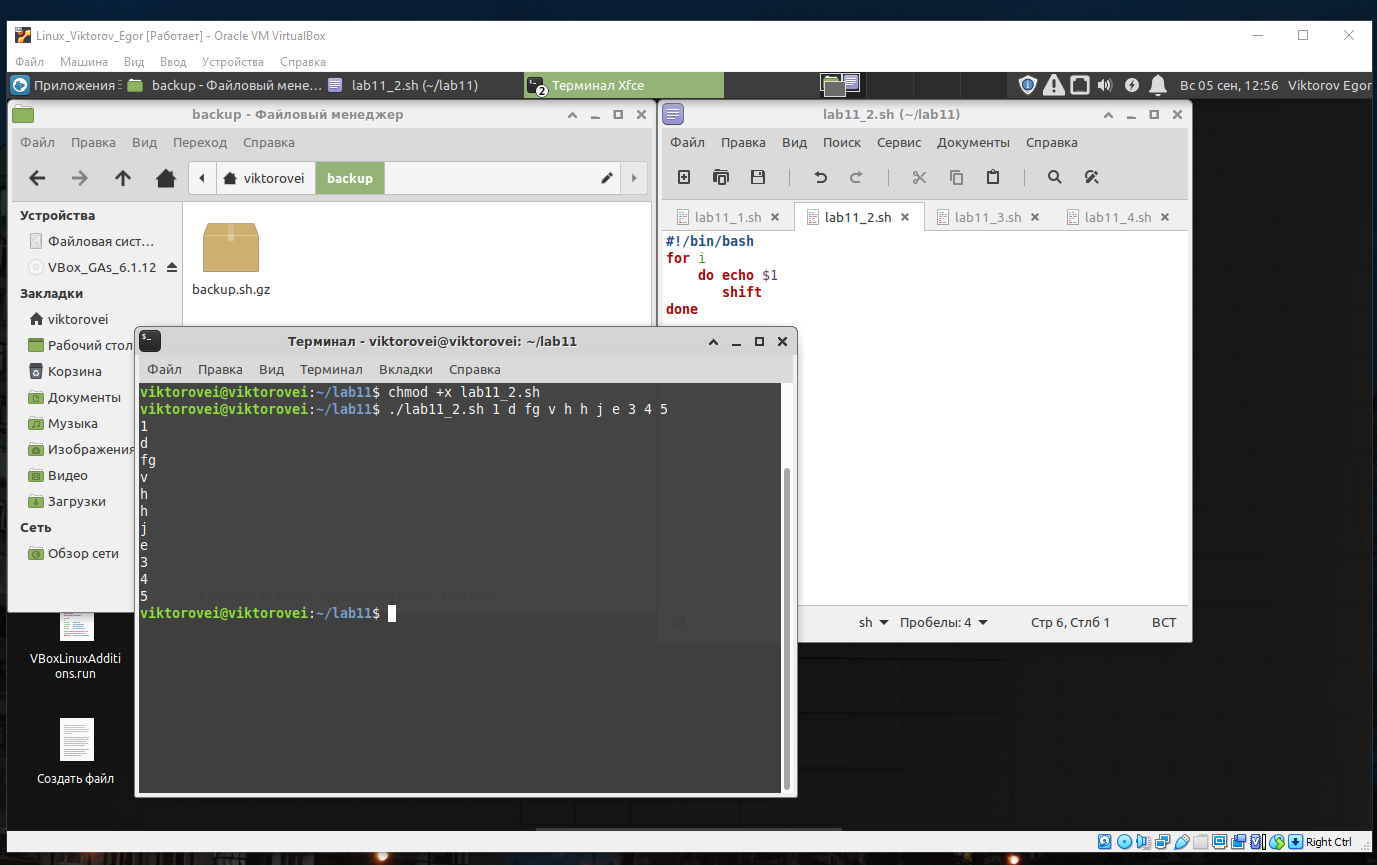 Linux_Viktorov_Egor [Работает] - Oracle VM VirtualBox
Файл Машина Вид Ввод Устройства Справка
Приложения backup - Файловый мене... lab11_2.sh (~/lab11) 2 Терминал Xfce Вс 05 сен, 12:56 Viktorov Egor
backup - Файловый менеджер
Файл Правка Вид Переход Справка
viktorovei backup
Устройства
Файловая сист...
VBox_GAs_6.1.12
Закладки
viktorovei
Рабочий стол
Корзина
Документы
Музыка
Изображения
Видео
Загрузки
Сеть
Обзор сети
backup.sh.gz
lab11_2.sh (~/lab11)
Файл Правка Вид Поиск Сервис Документы Справка
lab11_1.sh lab11_2.sh lab11_3.sh lab11_4.sh
#!/bin/bash
for i
do echo $1
shift
done
sh Пробелы: 4 Стр 6, Стлб 1 ВСТ
Терминал - viktorovei@viktorovei: ~/lab11
Файл Правка Вид Терминал Вкладки Справка
viktorovei@viktorovei:~/lab11$ chmod +x lab11_2.sh
viktorovei@viktorovei:~/lab11$ ./lab11_2.sh 1 d fg v h h j e 3 4 5
1
d
fg
v
h
h
j
e
3
4
5
viktorovei@viktorovei:~/lab11$
VBoxLinuxAdditi
ons.run
Создать файл
Right Ctrl